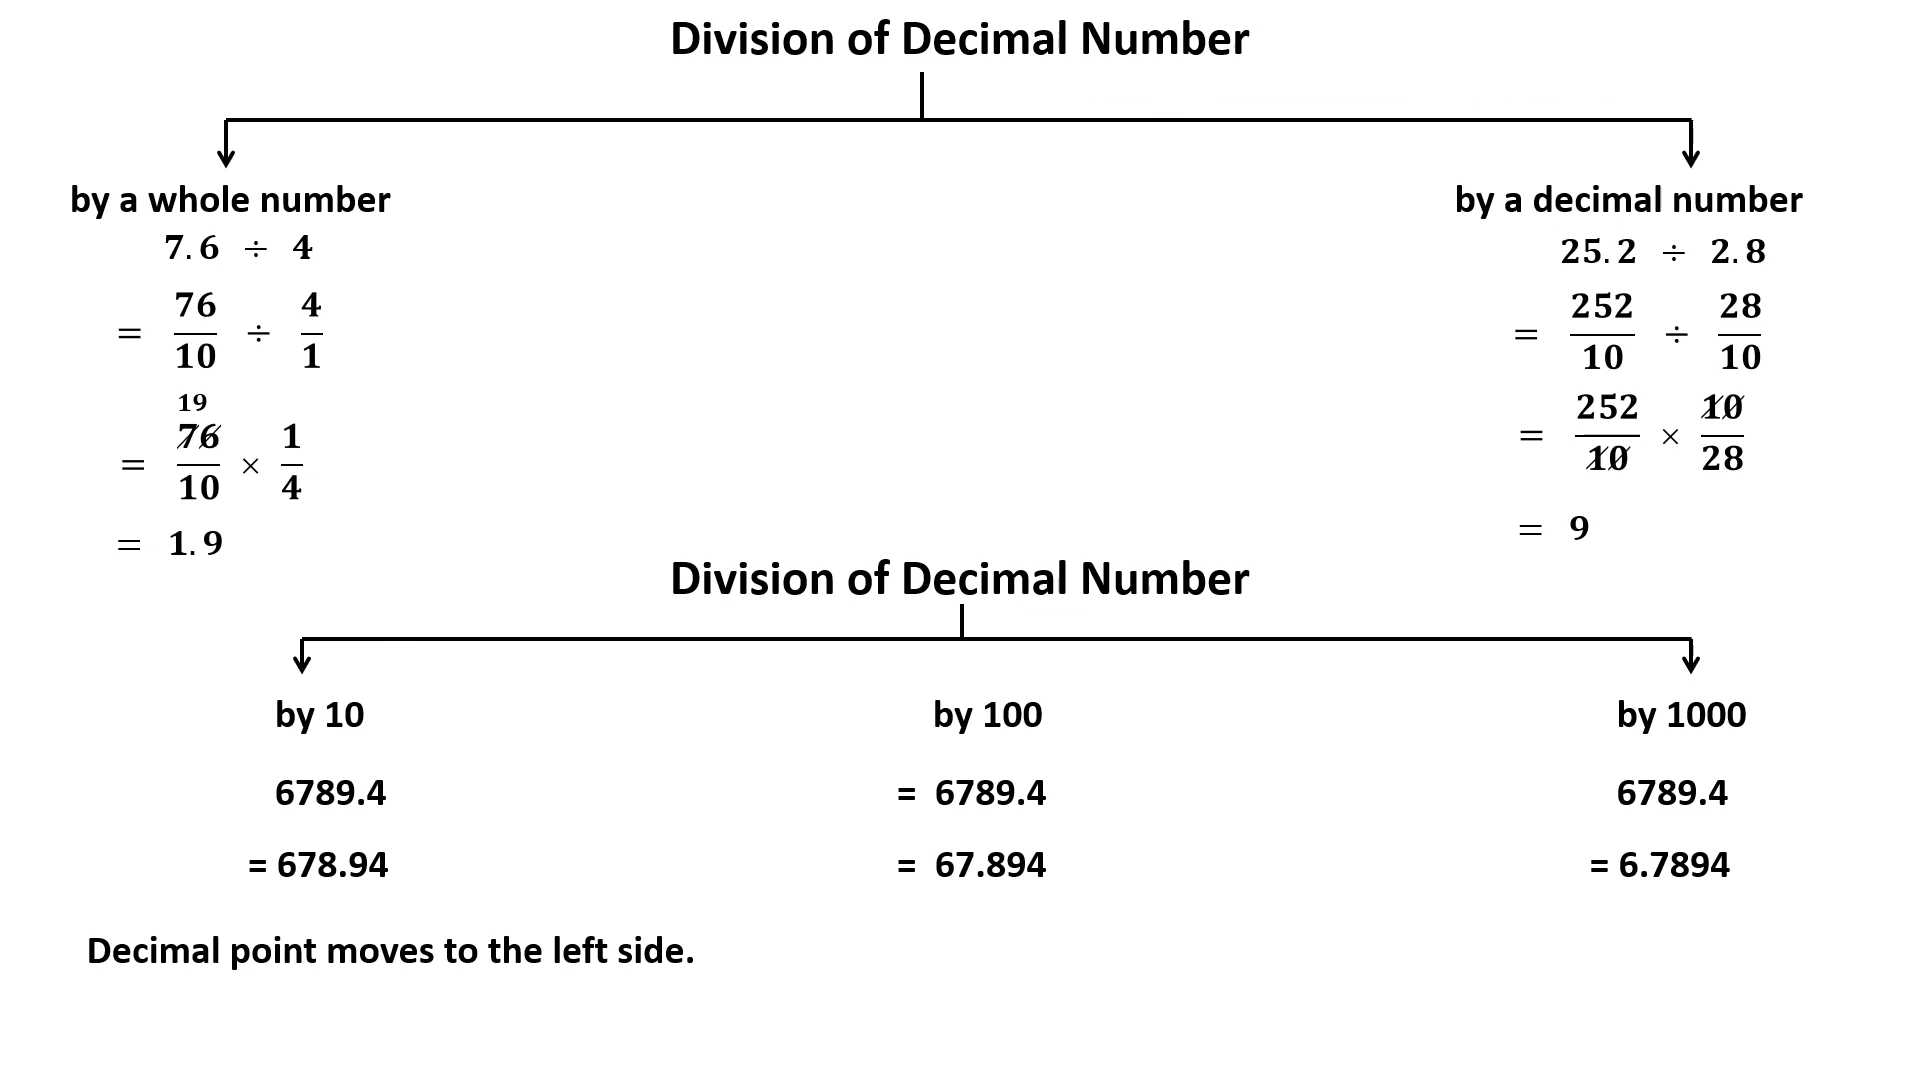 Division of Decimal Number
by a whole number
7.6 ÷ 4
= 76/10 ÷ 4/1
19
= 76/10 × 1/4
= 1.9
by a decimal number
25.2 ÷ 2.8
= 252/10 ÷ 28/10
= 252/10 × 10/28
= 9
Division of Decimal Number
by 10
6789.4
= 678.94
by 100
= 6789.4
= 67.894
by 1000
6789.4
= 6.7894
Decimal point moves to the left side.